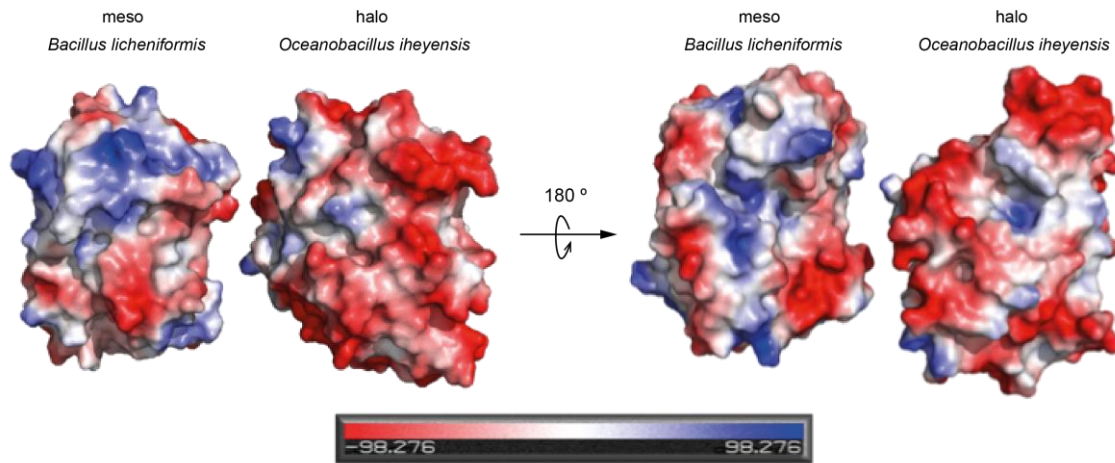 meso
Bacillus licheniformis
halo
Oceanobacillus iheyensis
180 º
meso
Bacillus licheniformis
halo
Oceanobacillus iheyensis
-98.276 98.276